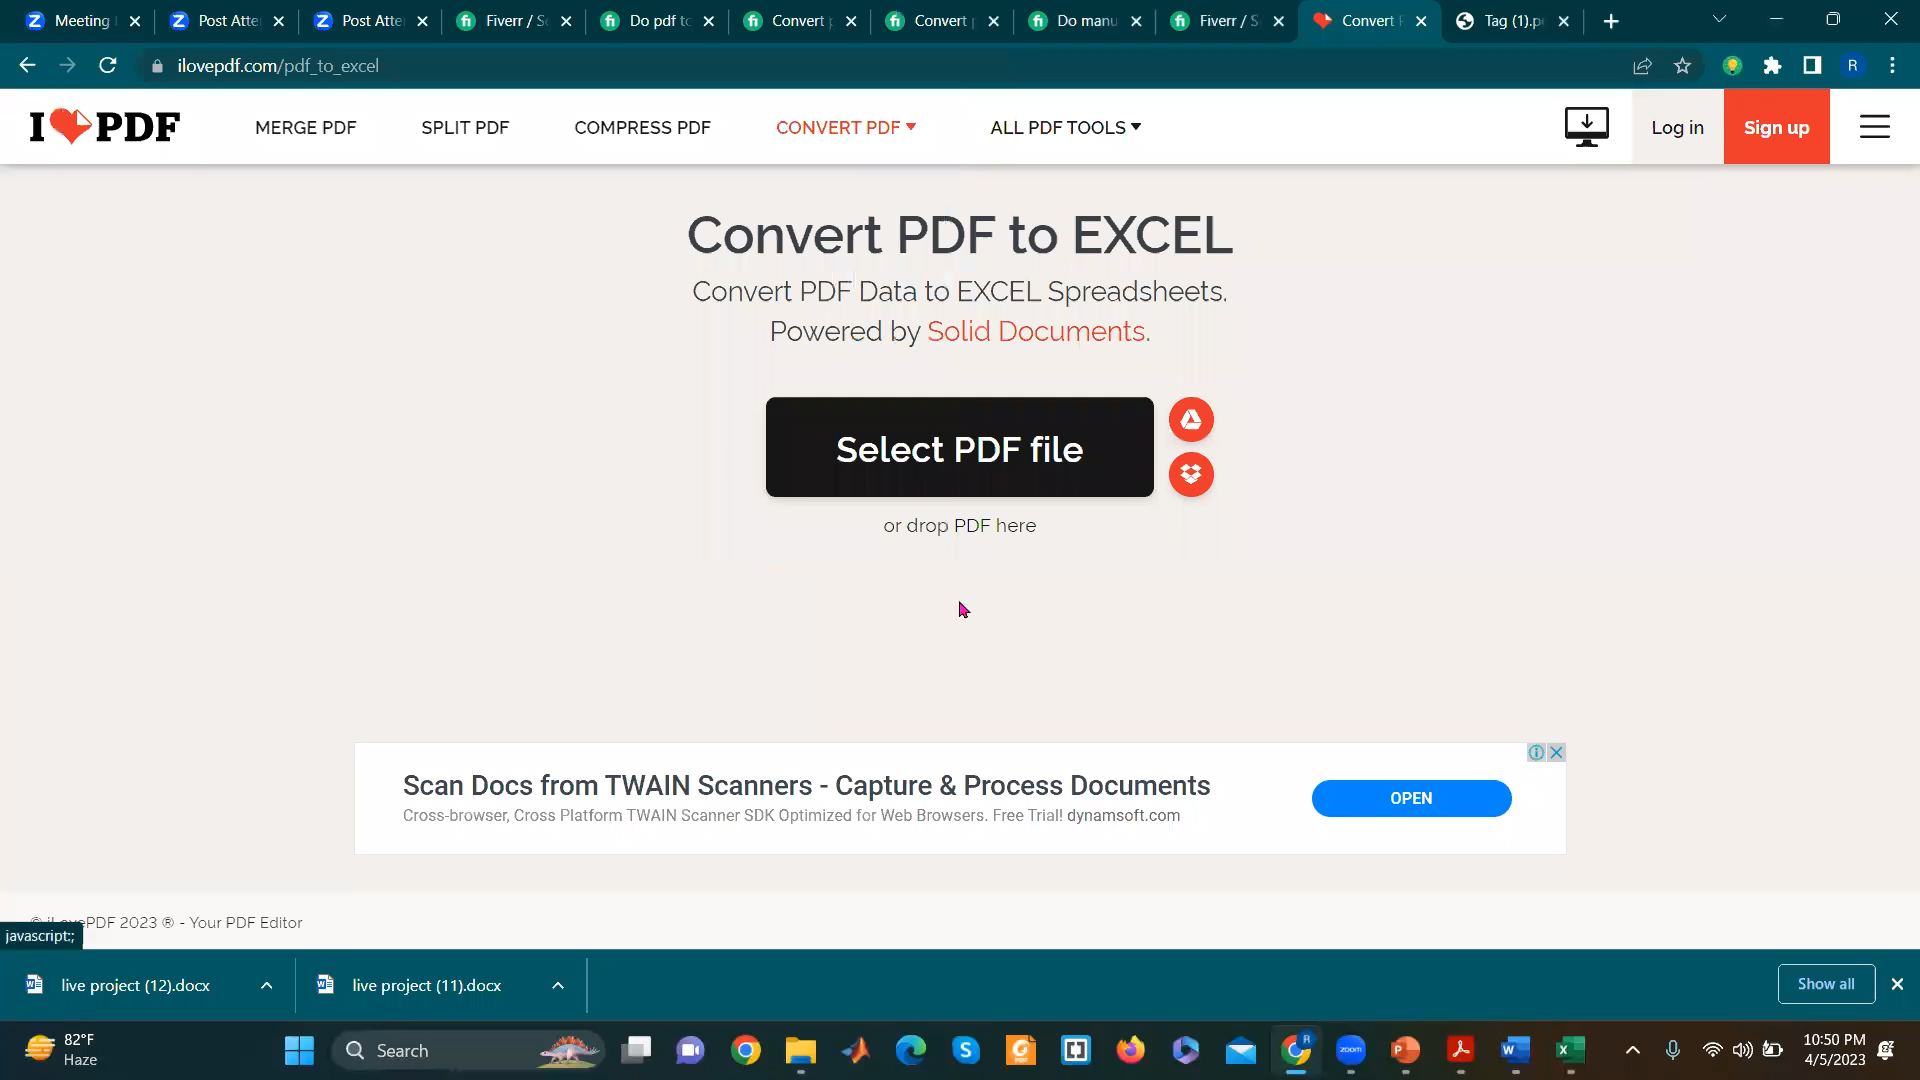 Meeting
Post Atte
Post Atte
Fiverr / Se
Do pdf to
Convert p
Convert p
Do manu
Fiverr / S
Convert P
Tag (1).pd
ilovepdf.com/pdf_to_excel
R
I PDF
MERGE PDF
SPLIT PDF
COMPRESS PDF
CONVERT PDF
ALL PDF TOOLS
Log in
Sign up
Convert PDF to EXCEL
Convert PDF Data to EXCEL Spreadsheets.
Powered by Solid Documents.
Select PDF file
or drop PDF here
Scan Docs from TWAIN Scanners - Capture & Process Documents
Cross-browser, Cross Platform TWAIN Scanner SDK Optimized for Web Browsers. Free Trial! dynamsoft.com
OPEN
© iLovePDF 2023 ® - Your PDF Editor
javascript:;
live project (12).docx
live project (11).docx
Show all
82°F
Haze
Search
zoom
10:50 PM
4/5/2023